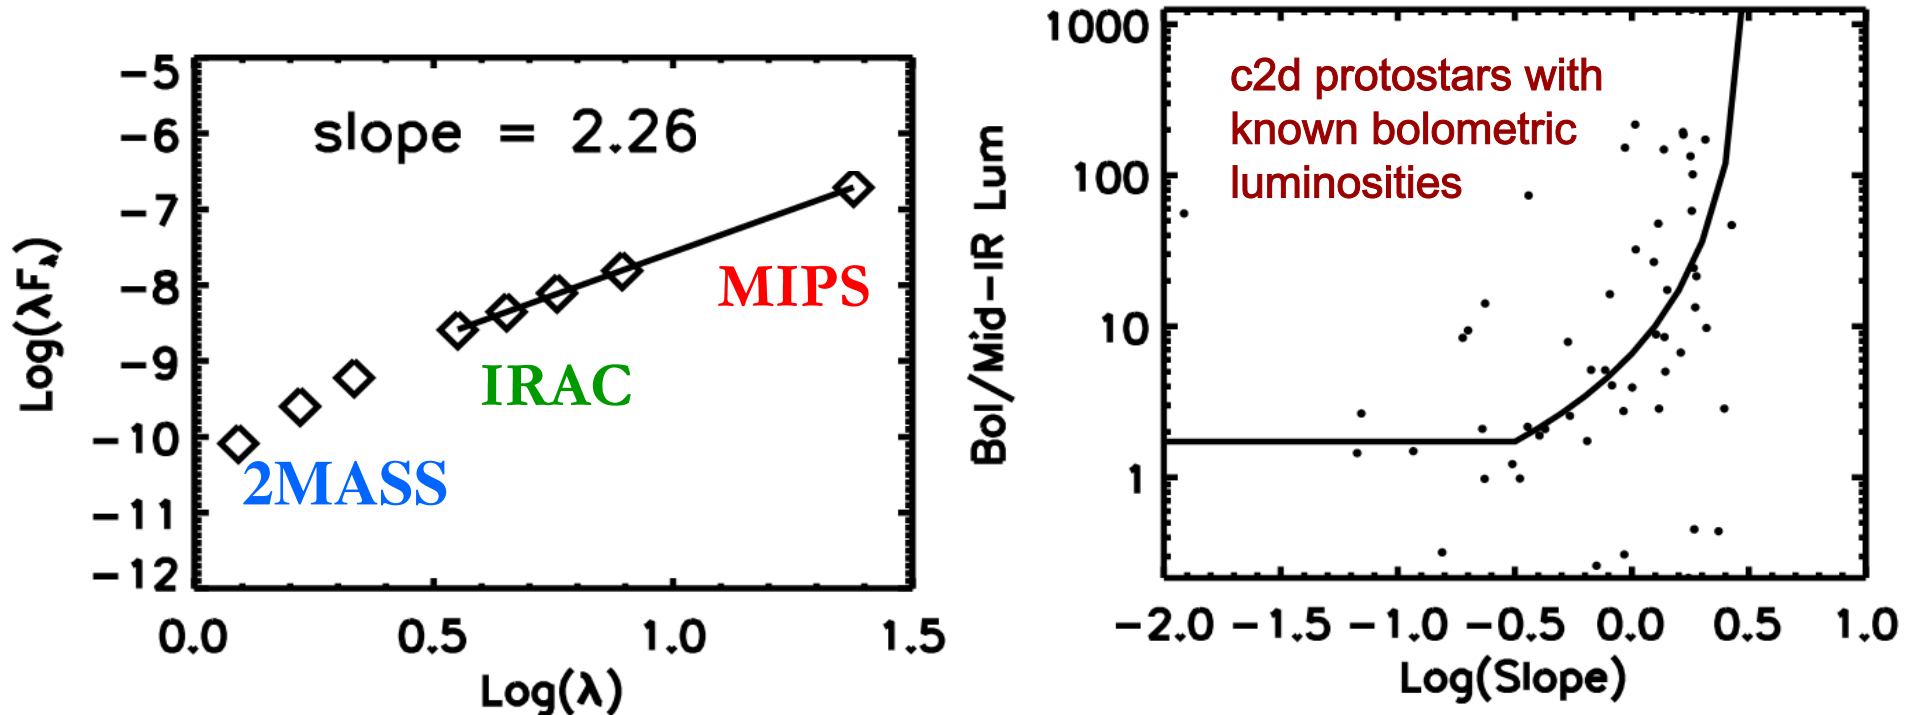 slope = 2.26
MIPS
IRAC
2MASS
Log(λFλ)
−5
−6
−7
−8
−9
−10
−11
−12
0.0 0.5 1.0 1.5
Log(λ)
c2d protostars with
known bolometric
luminosities
Bol/Mid−IR Lum
1000
100
10
1
−2.0 −1.5 −1.0 −0.5 0.0 0.5 1.0
Log(Slope)